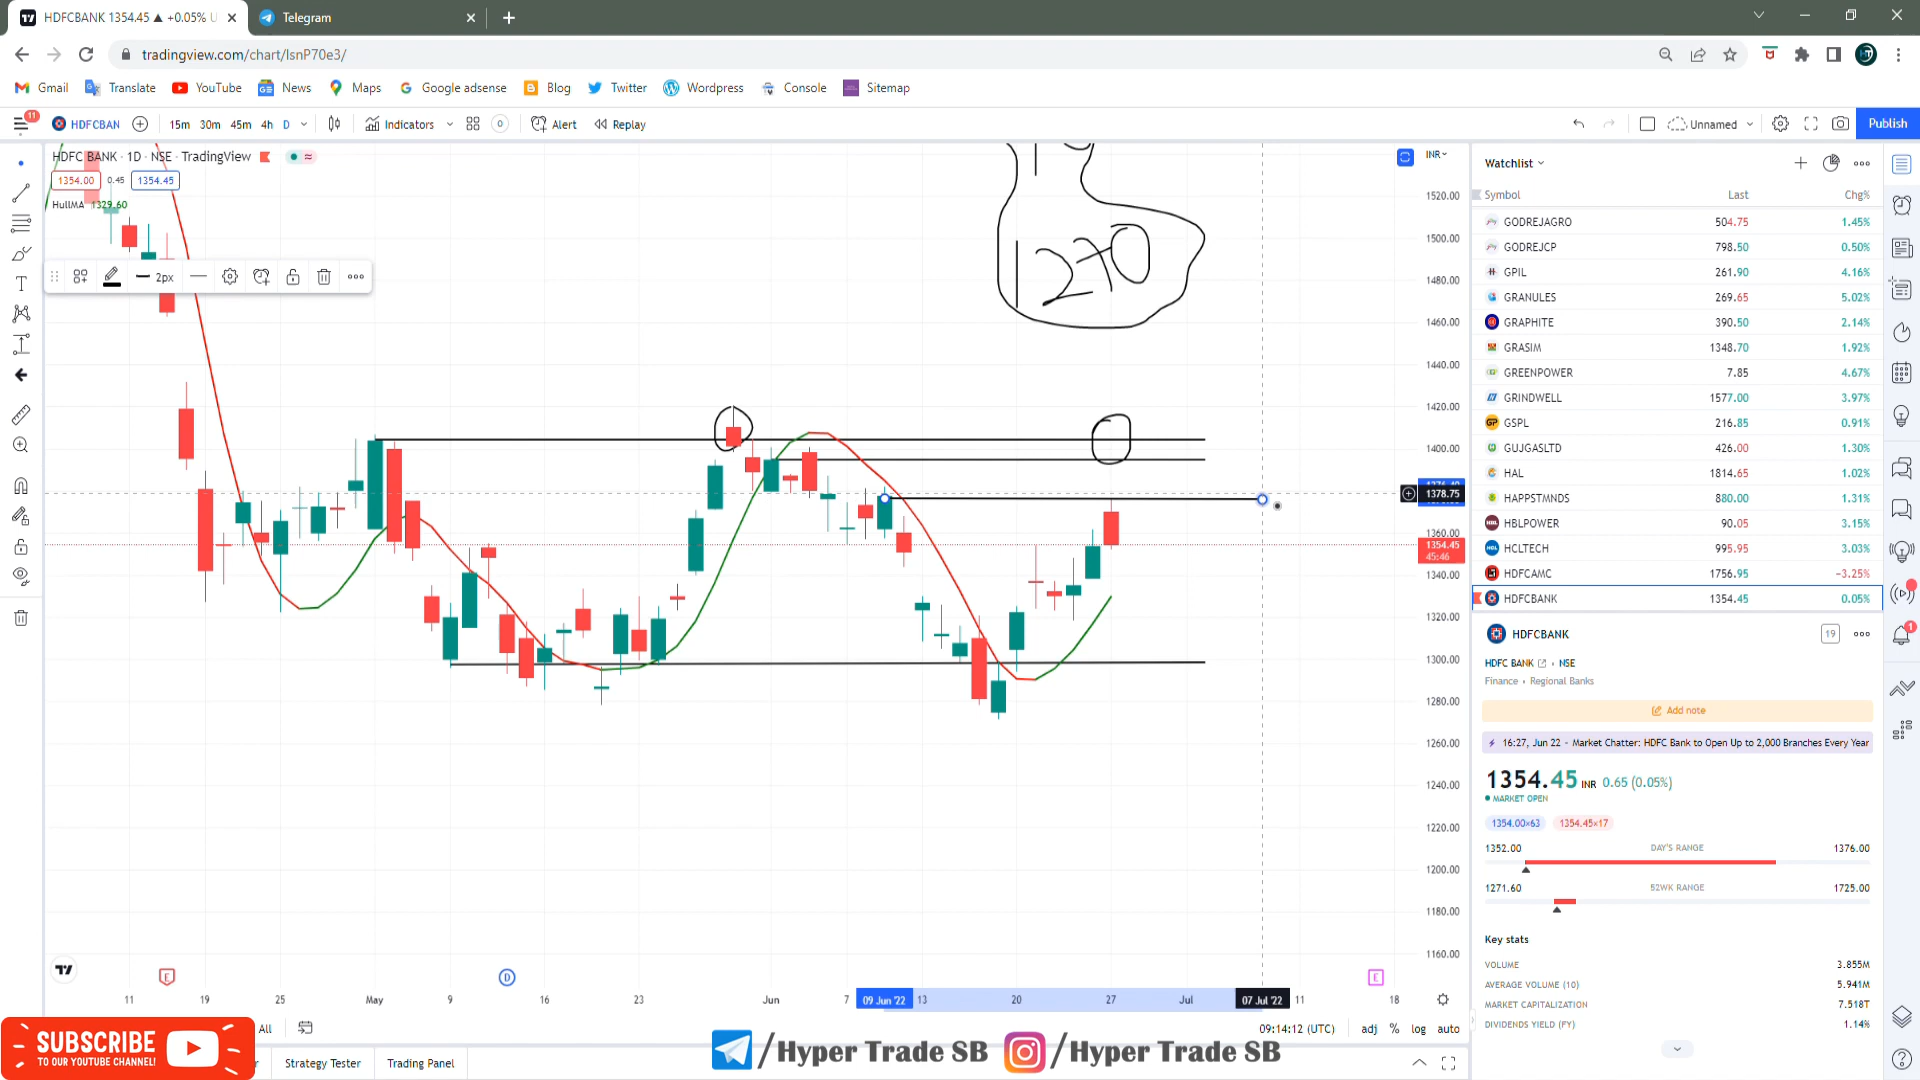 HDFCBANK 1354.45 ▲ +0.05% U
Telegram
tradingview.com/chart/lsnP70e3/
Gmail
Translate
YouTube
News
Maps
Google adsense
Blog
Twitter
Wordpress
Console
Sitemap
11
HDFCBAN
15m 30m 45m 4h D
Indicators
0
Alert
Replay
Unnamed
Publish
HDFC BANK · 1D · NSE · TradingView
1354.00 0.45 1354.45
HullMA 1329.60
2px
1270
INR
1520.00
1500.00
1480.00
1460.00
1440.00
1420.00
1400.00
1378.75
1360.00
1354.45
45:46
1340.00
1320.00
1300.00
1280.00
1260.00
1240.00
1220.00
1200.00
1180.00
1160.00
E
D
E
11 19 25 May 9 16 23 Jun 7 09 Jun '22 13 20 27 Jul 07 Jul '22 11 18
All
09:14:12 (UTC)
adj % log auto
Strategy Tester
Trading Panel
SUBSCRIBE
TO OUR YOUTUBE CHANNEL!
/Hyper Trade SB
/Hyper Trade SB
Watchlist
Symbol Last Chg%
GODREJAGRO 504.75 1.45%
GODREJCP 798.50 0.50%
GPIL 261.90 4.16%
GRANULES 269.65 5.02%
GRAPHITE 390.50 2.14%
GRASIM 1348.70 1.92%
GREENPOWER 7.85 4.67%
GRINDWELL 1577.00 3.97%
GSPL 216.85 0.91%
GUJGASLTD 426.00 1.30%
HAL 1814.65 1.02%
HAPPSTMNDS 880.00 1.31%
HBLPOWER 90.05 3.15%
HCLTECH 995.95 3.03%
HDFCAMC 1756.95 −3.25%
HDFCBANK 1354.45 0.05%
HDFCBANK
19
HDFC BANK • NSE
Finance • Regional Banks
Add note
16:27, Jun 22 - Market Chatter: HDFC Bank to Open Up to 2,000 Branches Every Year
1354.45 INR 0.65 (0.05%)
MARKET OPEN
1354.00×63 1354.45×17
1352.00 DAY'S RANGE 1376.00
1271.60 52WK RANGE 1725.00
Key stats
VOLUME 3.855M
AVERAGE VOLUME (10) 5.941M
MARKET CAPITALIZATION 7.518T
DIVIDENDS YIELD (FY) 1.14%
1